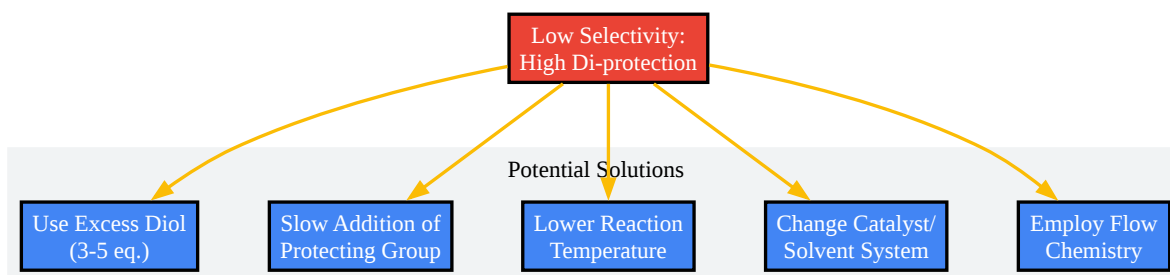 Low Selectivity:
High Di-protection
Potential Solutions
Use Excess Diol
(3-5 eq.)
Slow Addition of
Protecting Group
Lower Reaction
Temperature
Change Catalyst/
Solvent System
Employ Flow
Chemistry